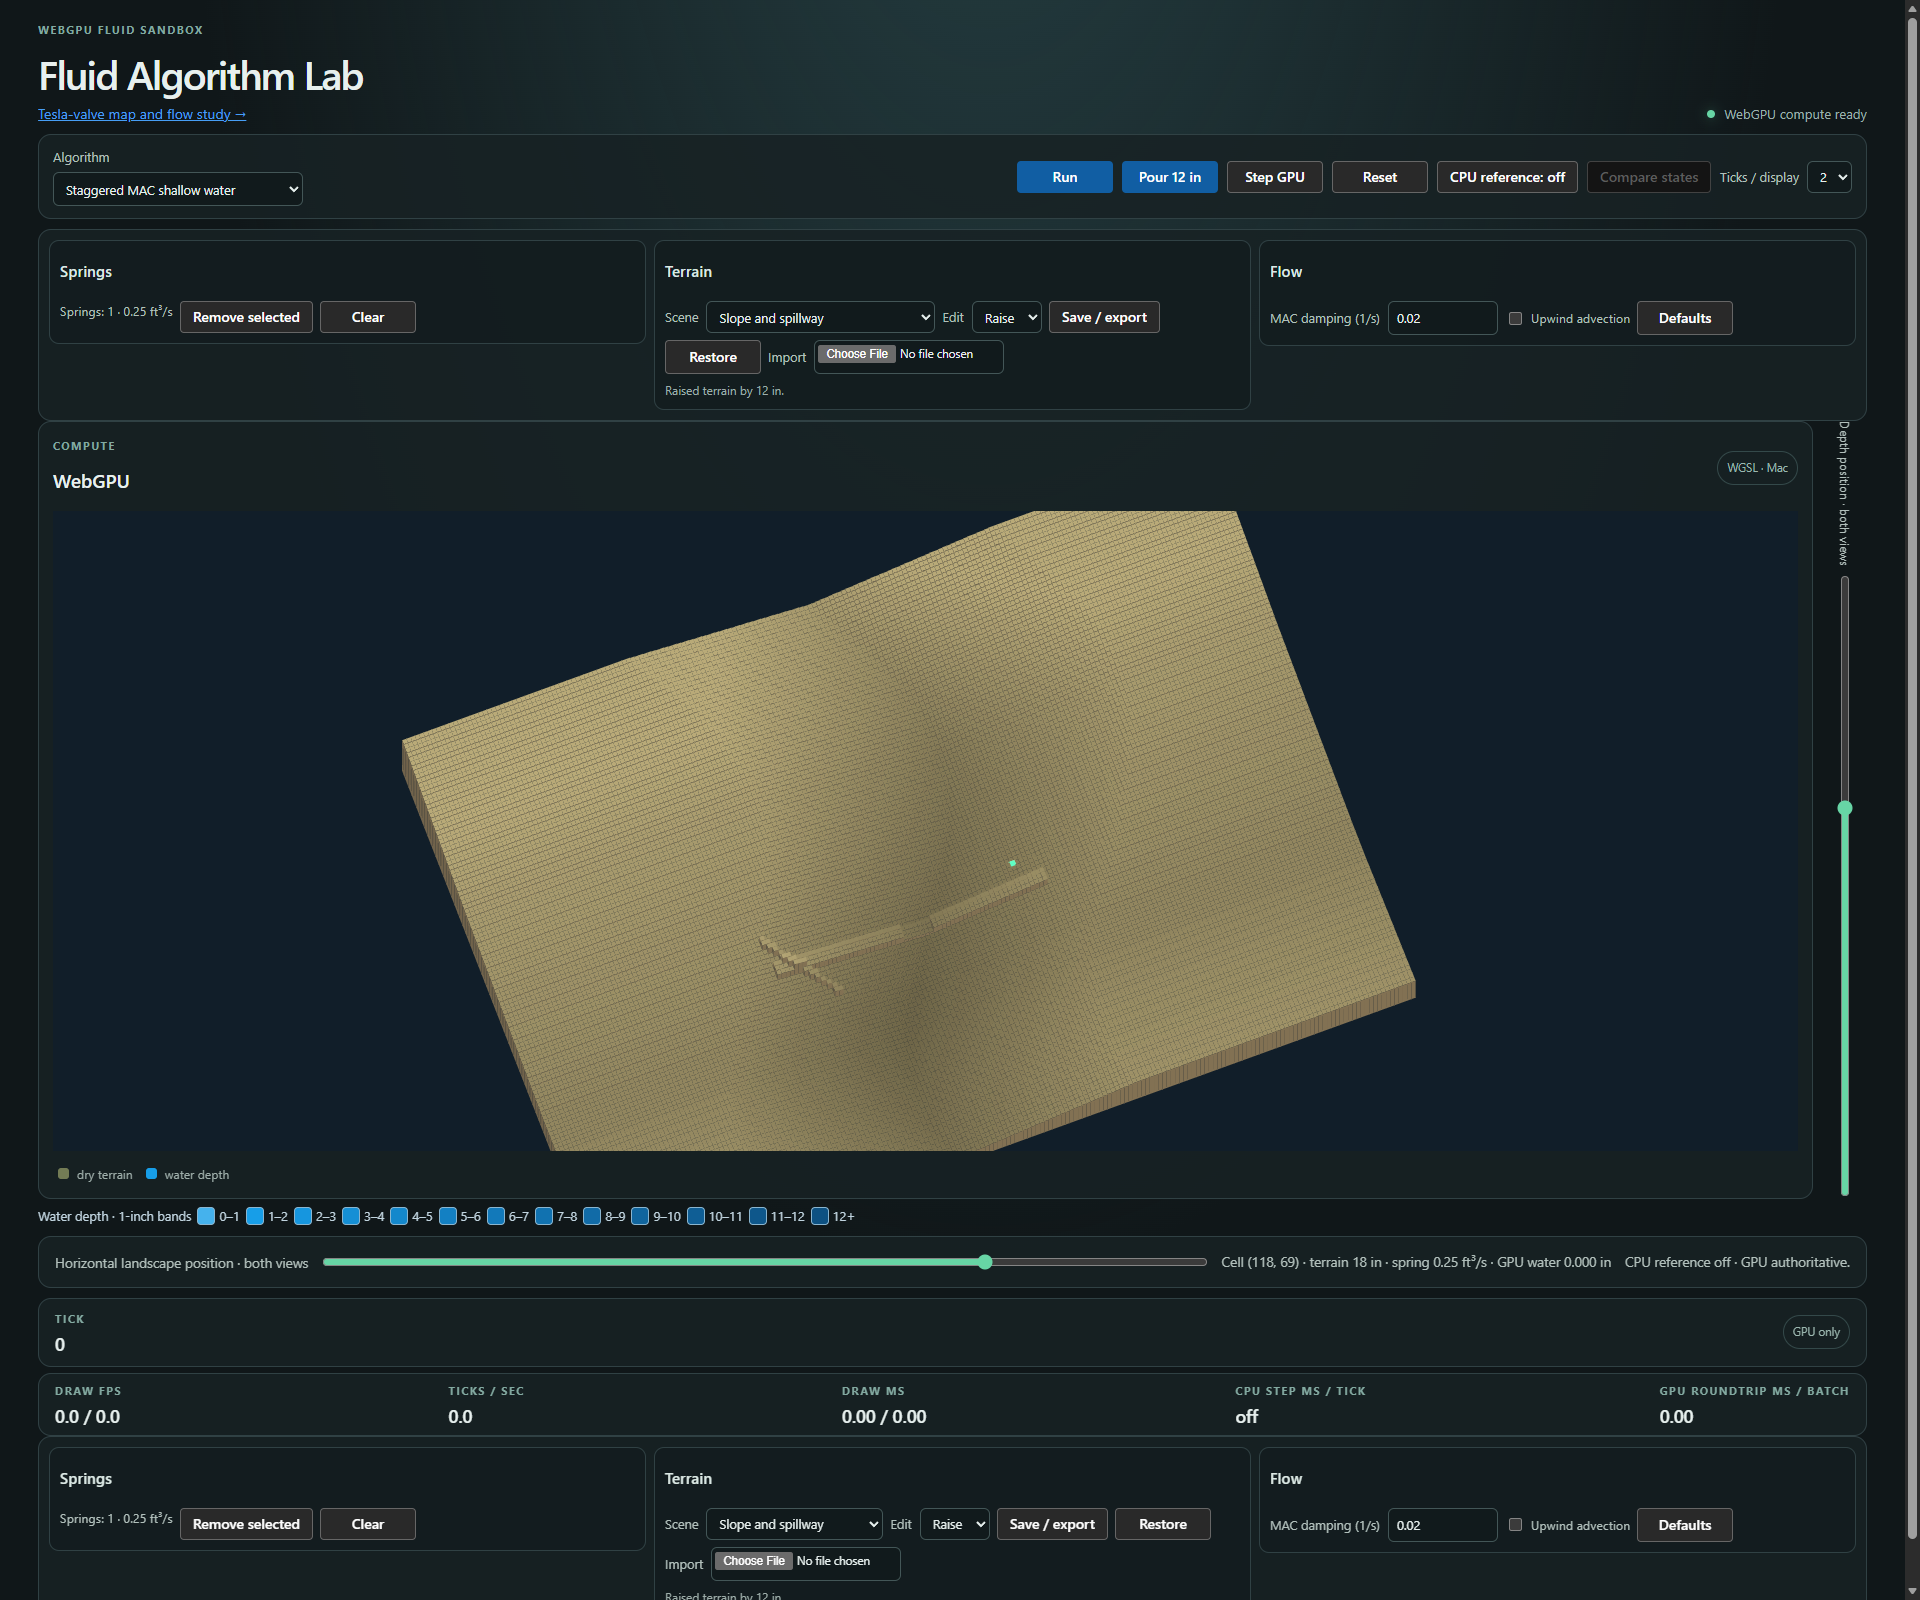 WEBGPU FLUID SANDBOX
Fluid Algorithm Lab
Tesla-valve map and flow study →
WebGPU compute ready
Algorithm
Staggered MAC shallow water
Run
Pour 12 in
Step GPU
Reset
CPU reference: off
Compare states
Ticks / display
2
Springs
Springs: 1 · 0.25 ft³/s
Remove selected
Clear
Terrain
Scene
Slope and spillway
Edit
Raise
Save / export
Restore
Import
Choose File
No file chosen
Raised terrain by 12 in.
Flow
MAC damping (1/s)
0.02
Upwind advection
Defaults
COMPUTE
WebGPU
WGSL · Mac
Depth position · both views
dry terrain
water depth
Water depth · 1-inch bands
0–1
1–2
2–3
3–4
4–5
5–6
6–7
7–8
8–9
9–10
10–11
11–12
12+
Horizontal landscape position · both views
Cell (118, 69) · terrain 18 in · spring 0.25 ft³/s · GPU water 0.000 in
CPU reference off · GPU authoritative.
TICK
0
GPU only
DRAW FPS
0.0 / 0.0
TICKS / SEC
0.0
DRAW MS
0.00 / 0.00
CPU STEP MS / TICK
off
GPU ROUNDTRIP MS / BATCH
0.00
Springs
Springs: 1 · 0.25 ft³/s
Remove selected
Clear
Terrain
Scene
Slope and spillway
Edit
Raise
Save / export
Restore
Import
Choose File
No file chosen
Raised terrain by 12 in.
Flow
MAC damping (1/s)
0.02
Upwind advection
Defaults